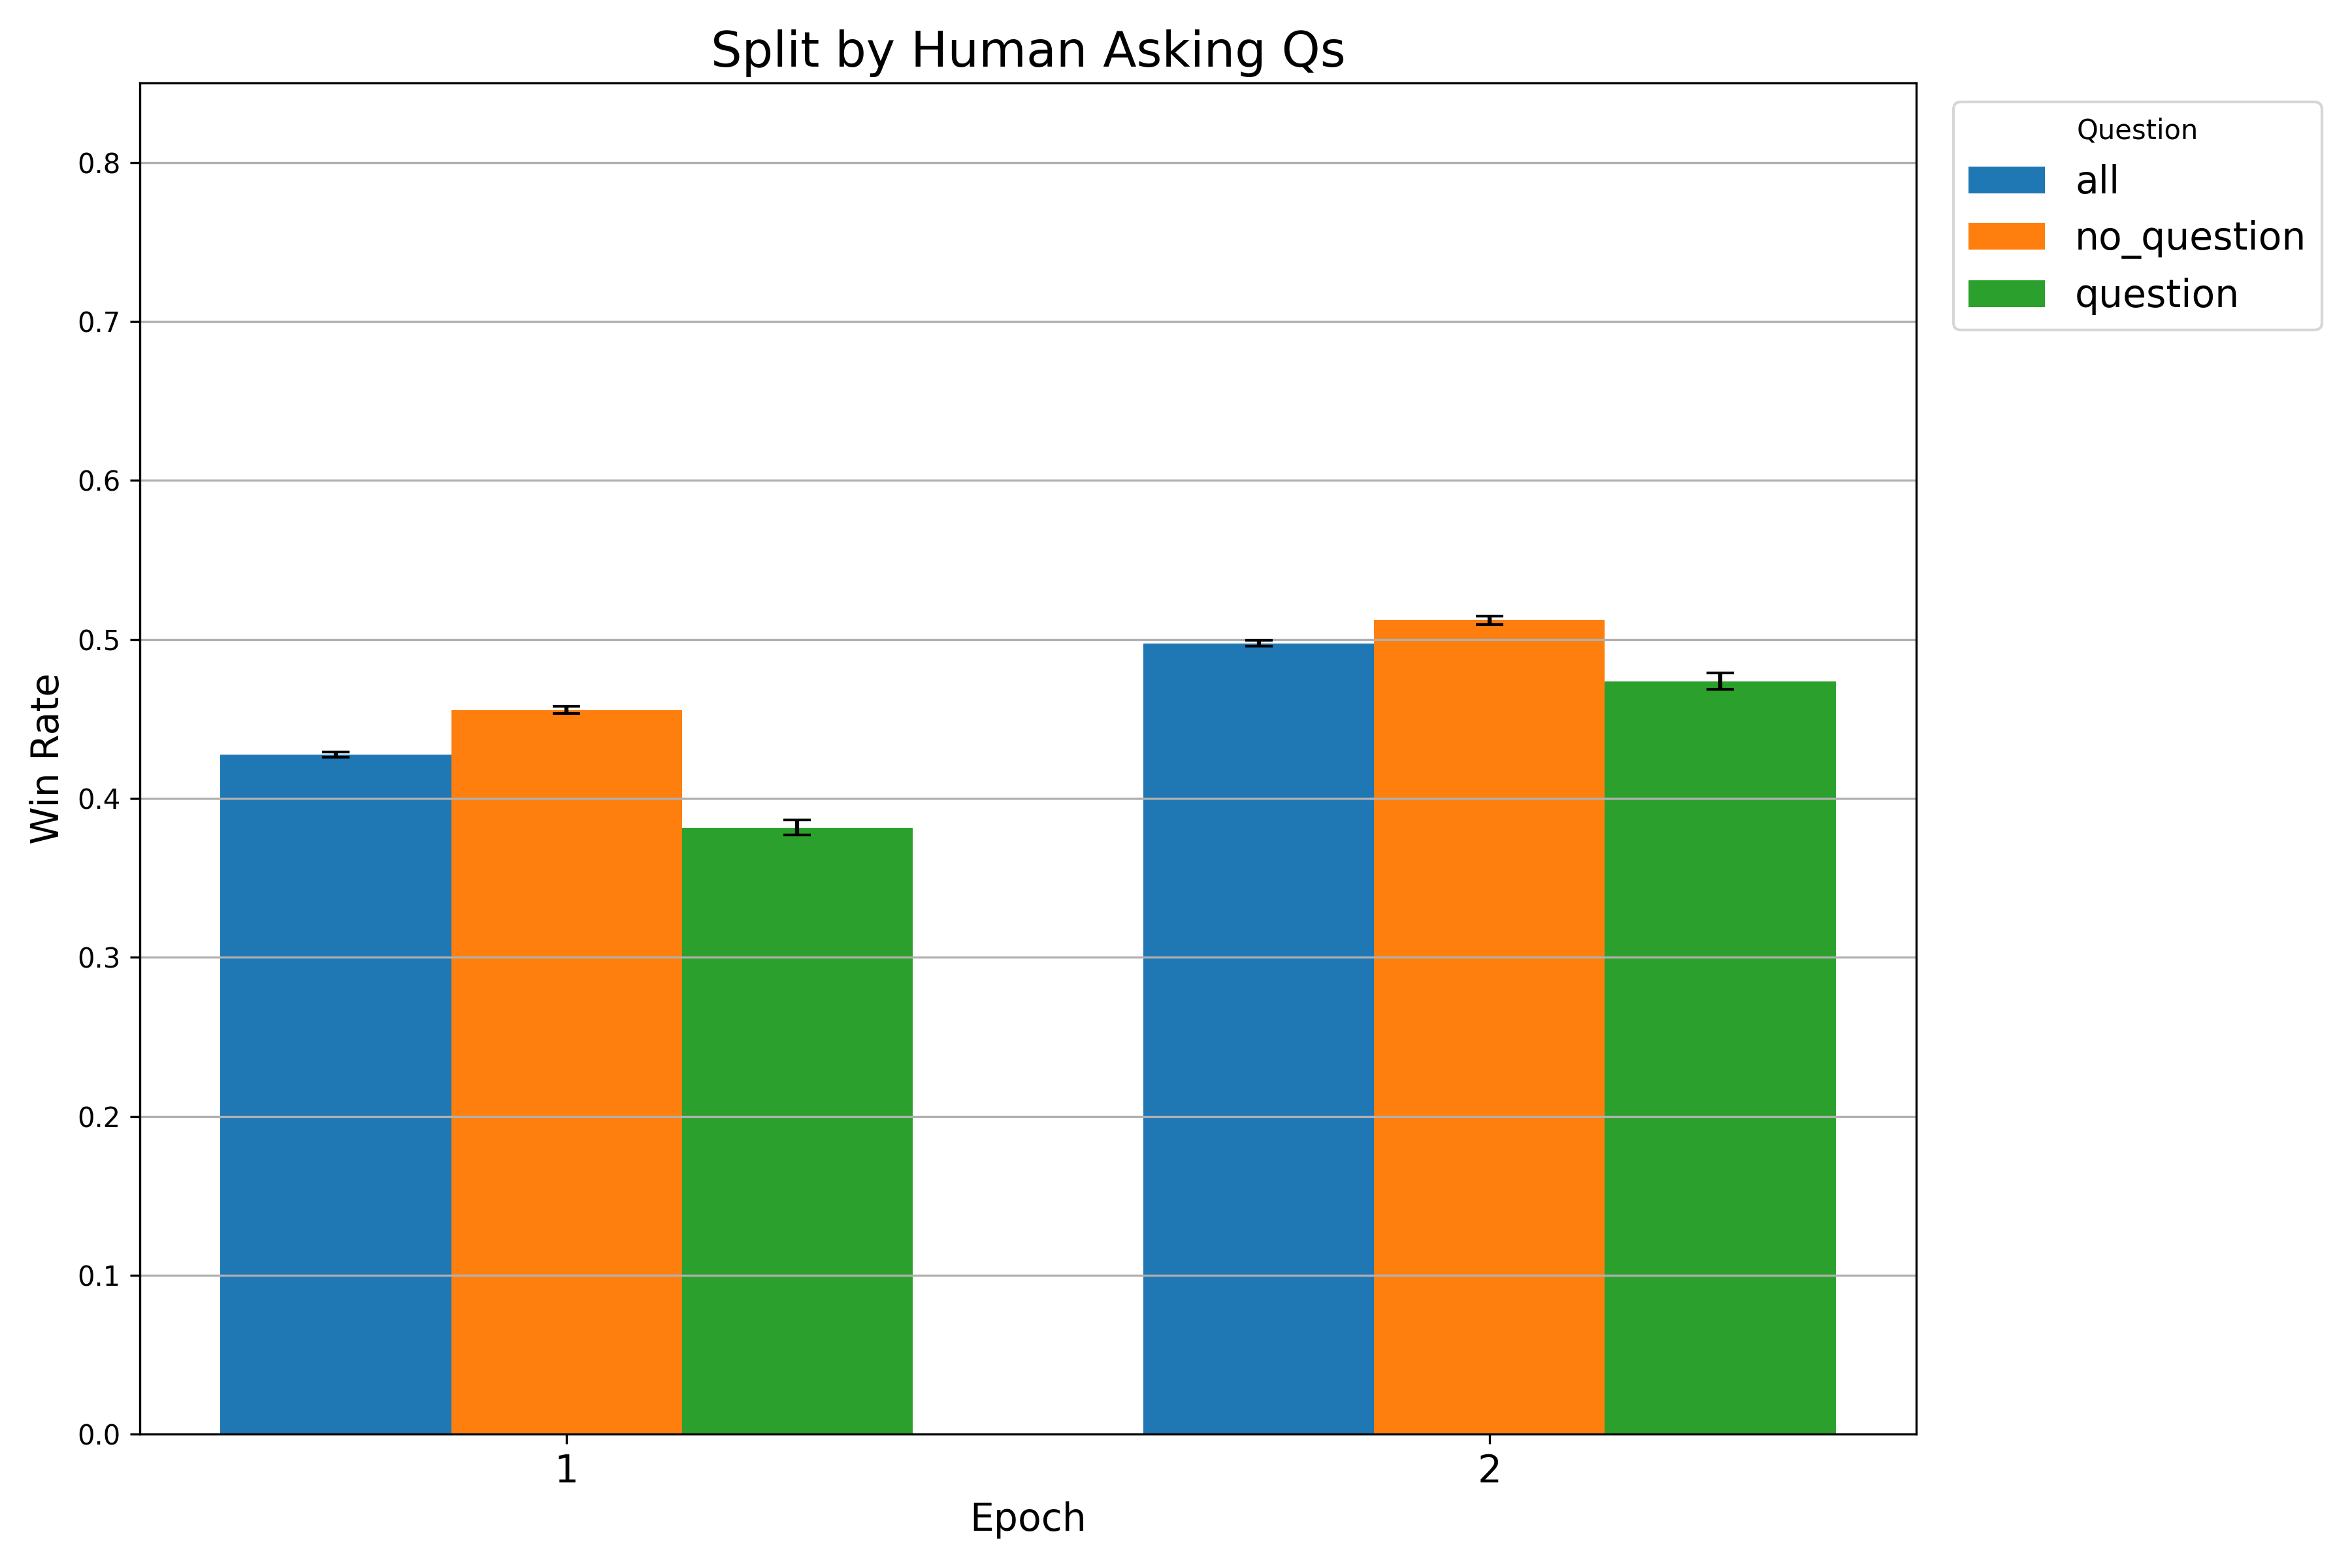 Split by Human Asking Qs
Question
all
no_question
question
0.8
0.7
0.6
0.5
0.4
0.3
0.2
0.1
0.0
Win Rate
1
2
Epoch